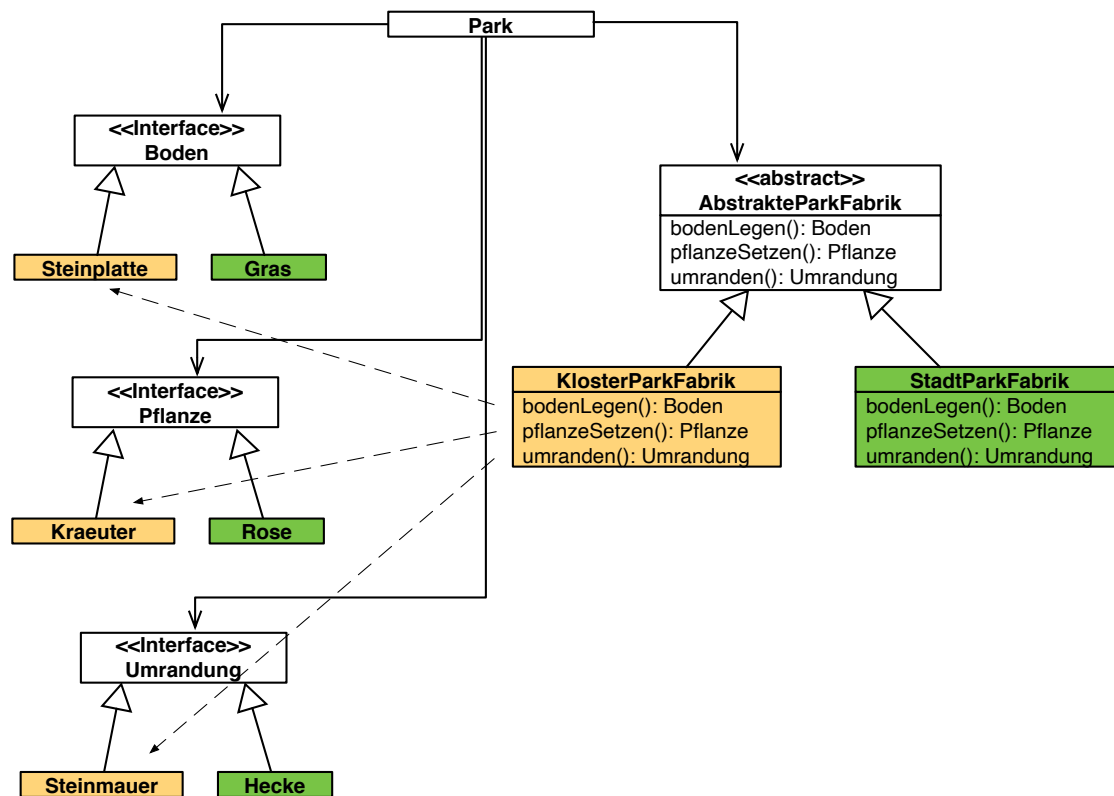 Park
<<Interface>>
Boden
Steinplatte
Gras
<<abstract>>
AbstrakteParkFabrik
bodenLegen(): Boden
pflanzeSetzen(): Pflanze
umranden(): Umrandung
<<Interface>>
Pflanze
Kraeuter
Rose
KlosterParkFabrik
bodenLegen(): Boden
pflanzeSetzen(): Pflanze
umranden(): Umrandung
StadtParkFabrik
bodenLegen(): Boden
pflanzeSetzen(): Pflanze
umranden(): Umrandung
<<Interface>>
Umrandung
Steinmauer
Hecke